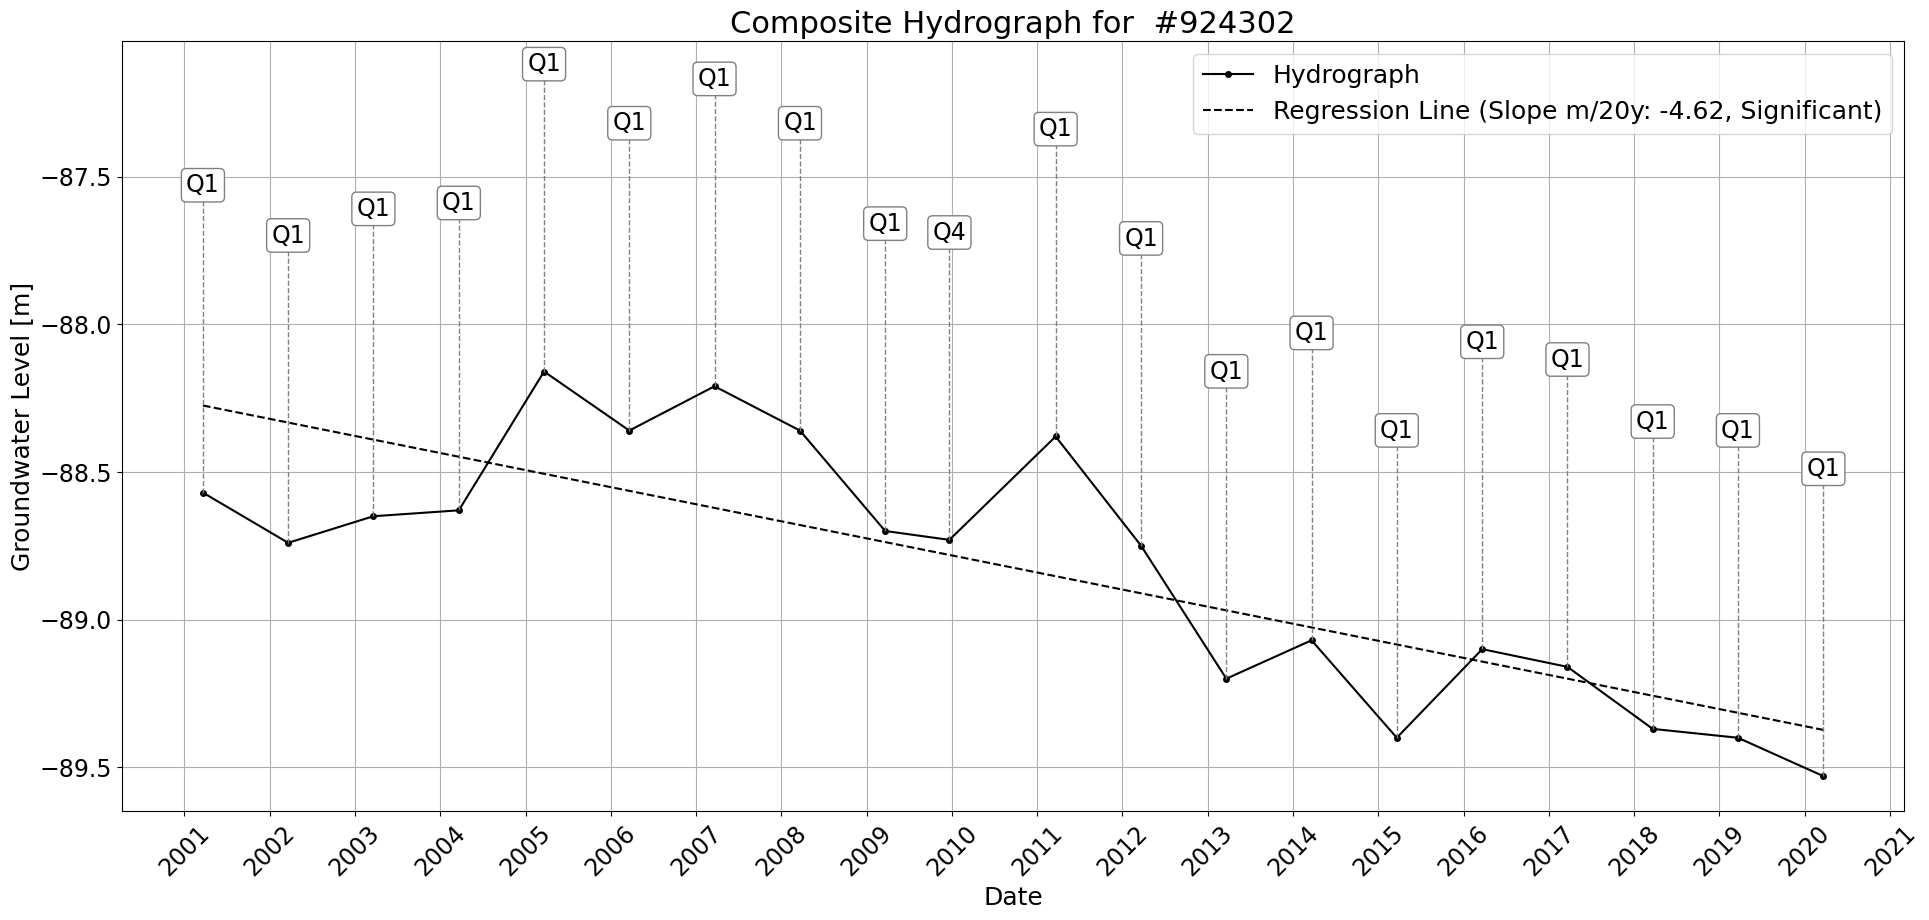 Composite Hydrograph for  #924302
Hydrograph
Regression Line (Slope m/20y: -4.62, Significant)
Q1
Q1
Q1
Q1
Q1
Q1
Q1
Q1
Q1
Q4
Q1
Q1
Q1
Q1
Q1
Q1
Q1
Q1
Q1
Q1
Groundwater Level [m]
−87.5
−88.0
−88.5
−89.0
−89.5
2001
2002
2003
2004
2005
2006
2007
2008
2009
2010
2011
2012
2013
2014
2015
2016
2017
2018
2019
2020
2021
Date